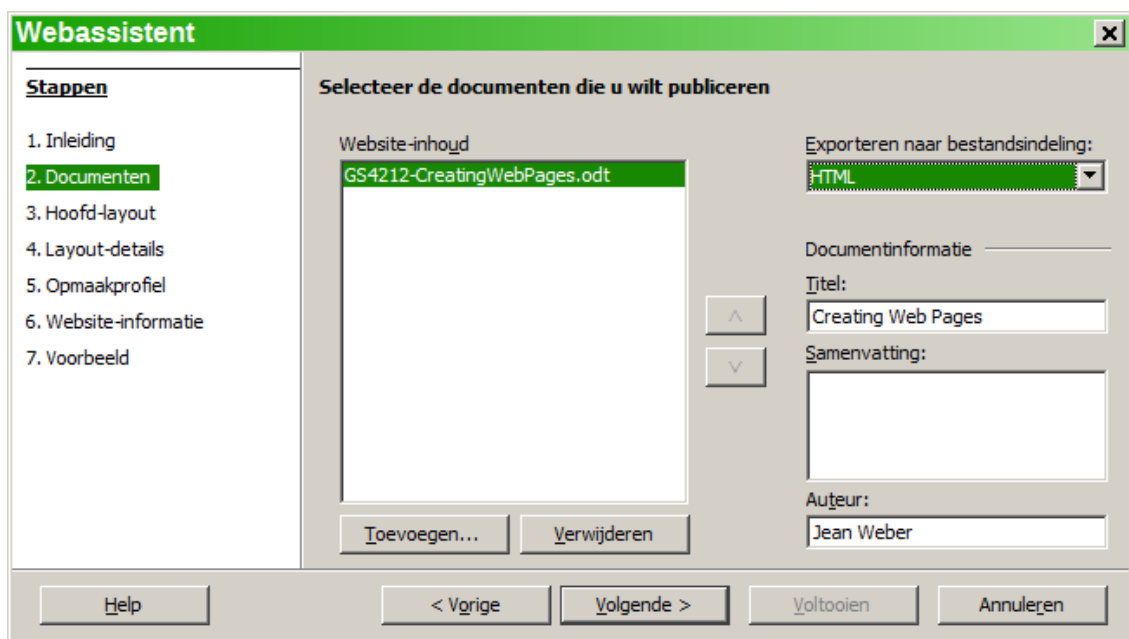 Webassistent
Stappen
1. Inleiding
2. Documenten
3. Hoofd-layout
4. Layout-details
5. Opmaakprofiel
6. Website-informatie
7. Voorbeeld
Selecteer de documenten die u wilt publiceren
Website-inhoud
GS4212-CreatingWebPages.odt
Toevoegen...
Verwijderen
Exporteren naar bestandsindeling:
HTML
Documentinformatie
Titel:
Creating Web Pages
Samenvatting:
Auteur:
Jean Weber
Help
< Vorige
Volgende >
Voltooien
Annuleren